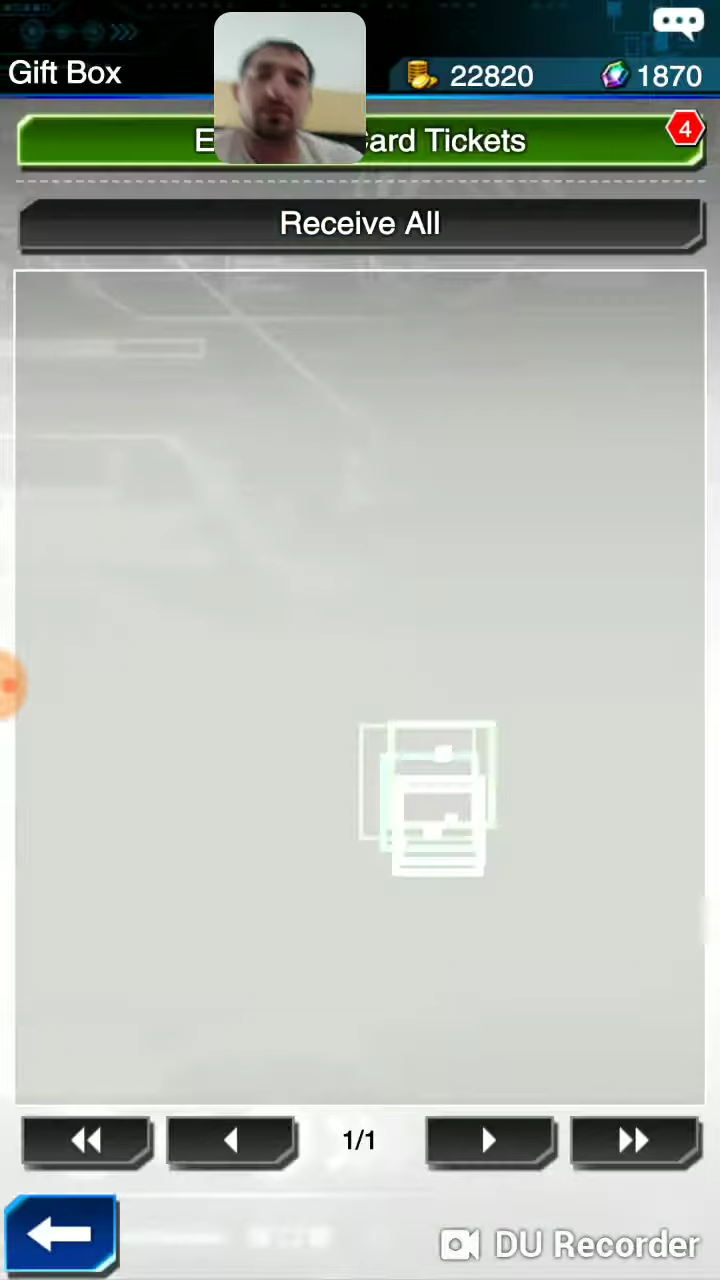 Gift Box
22820
1870
4
ard Tickets
Receive All
1/1
DU Recorder